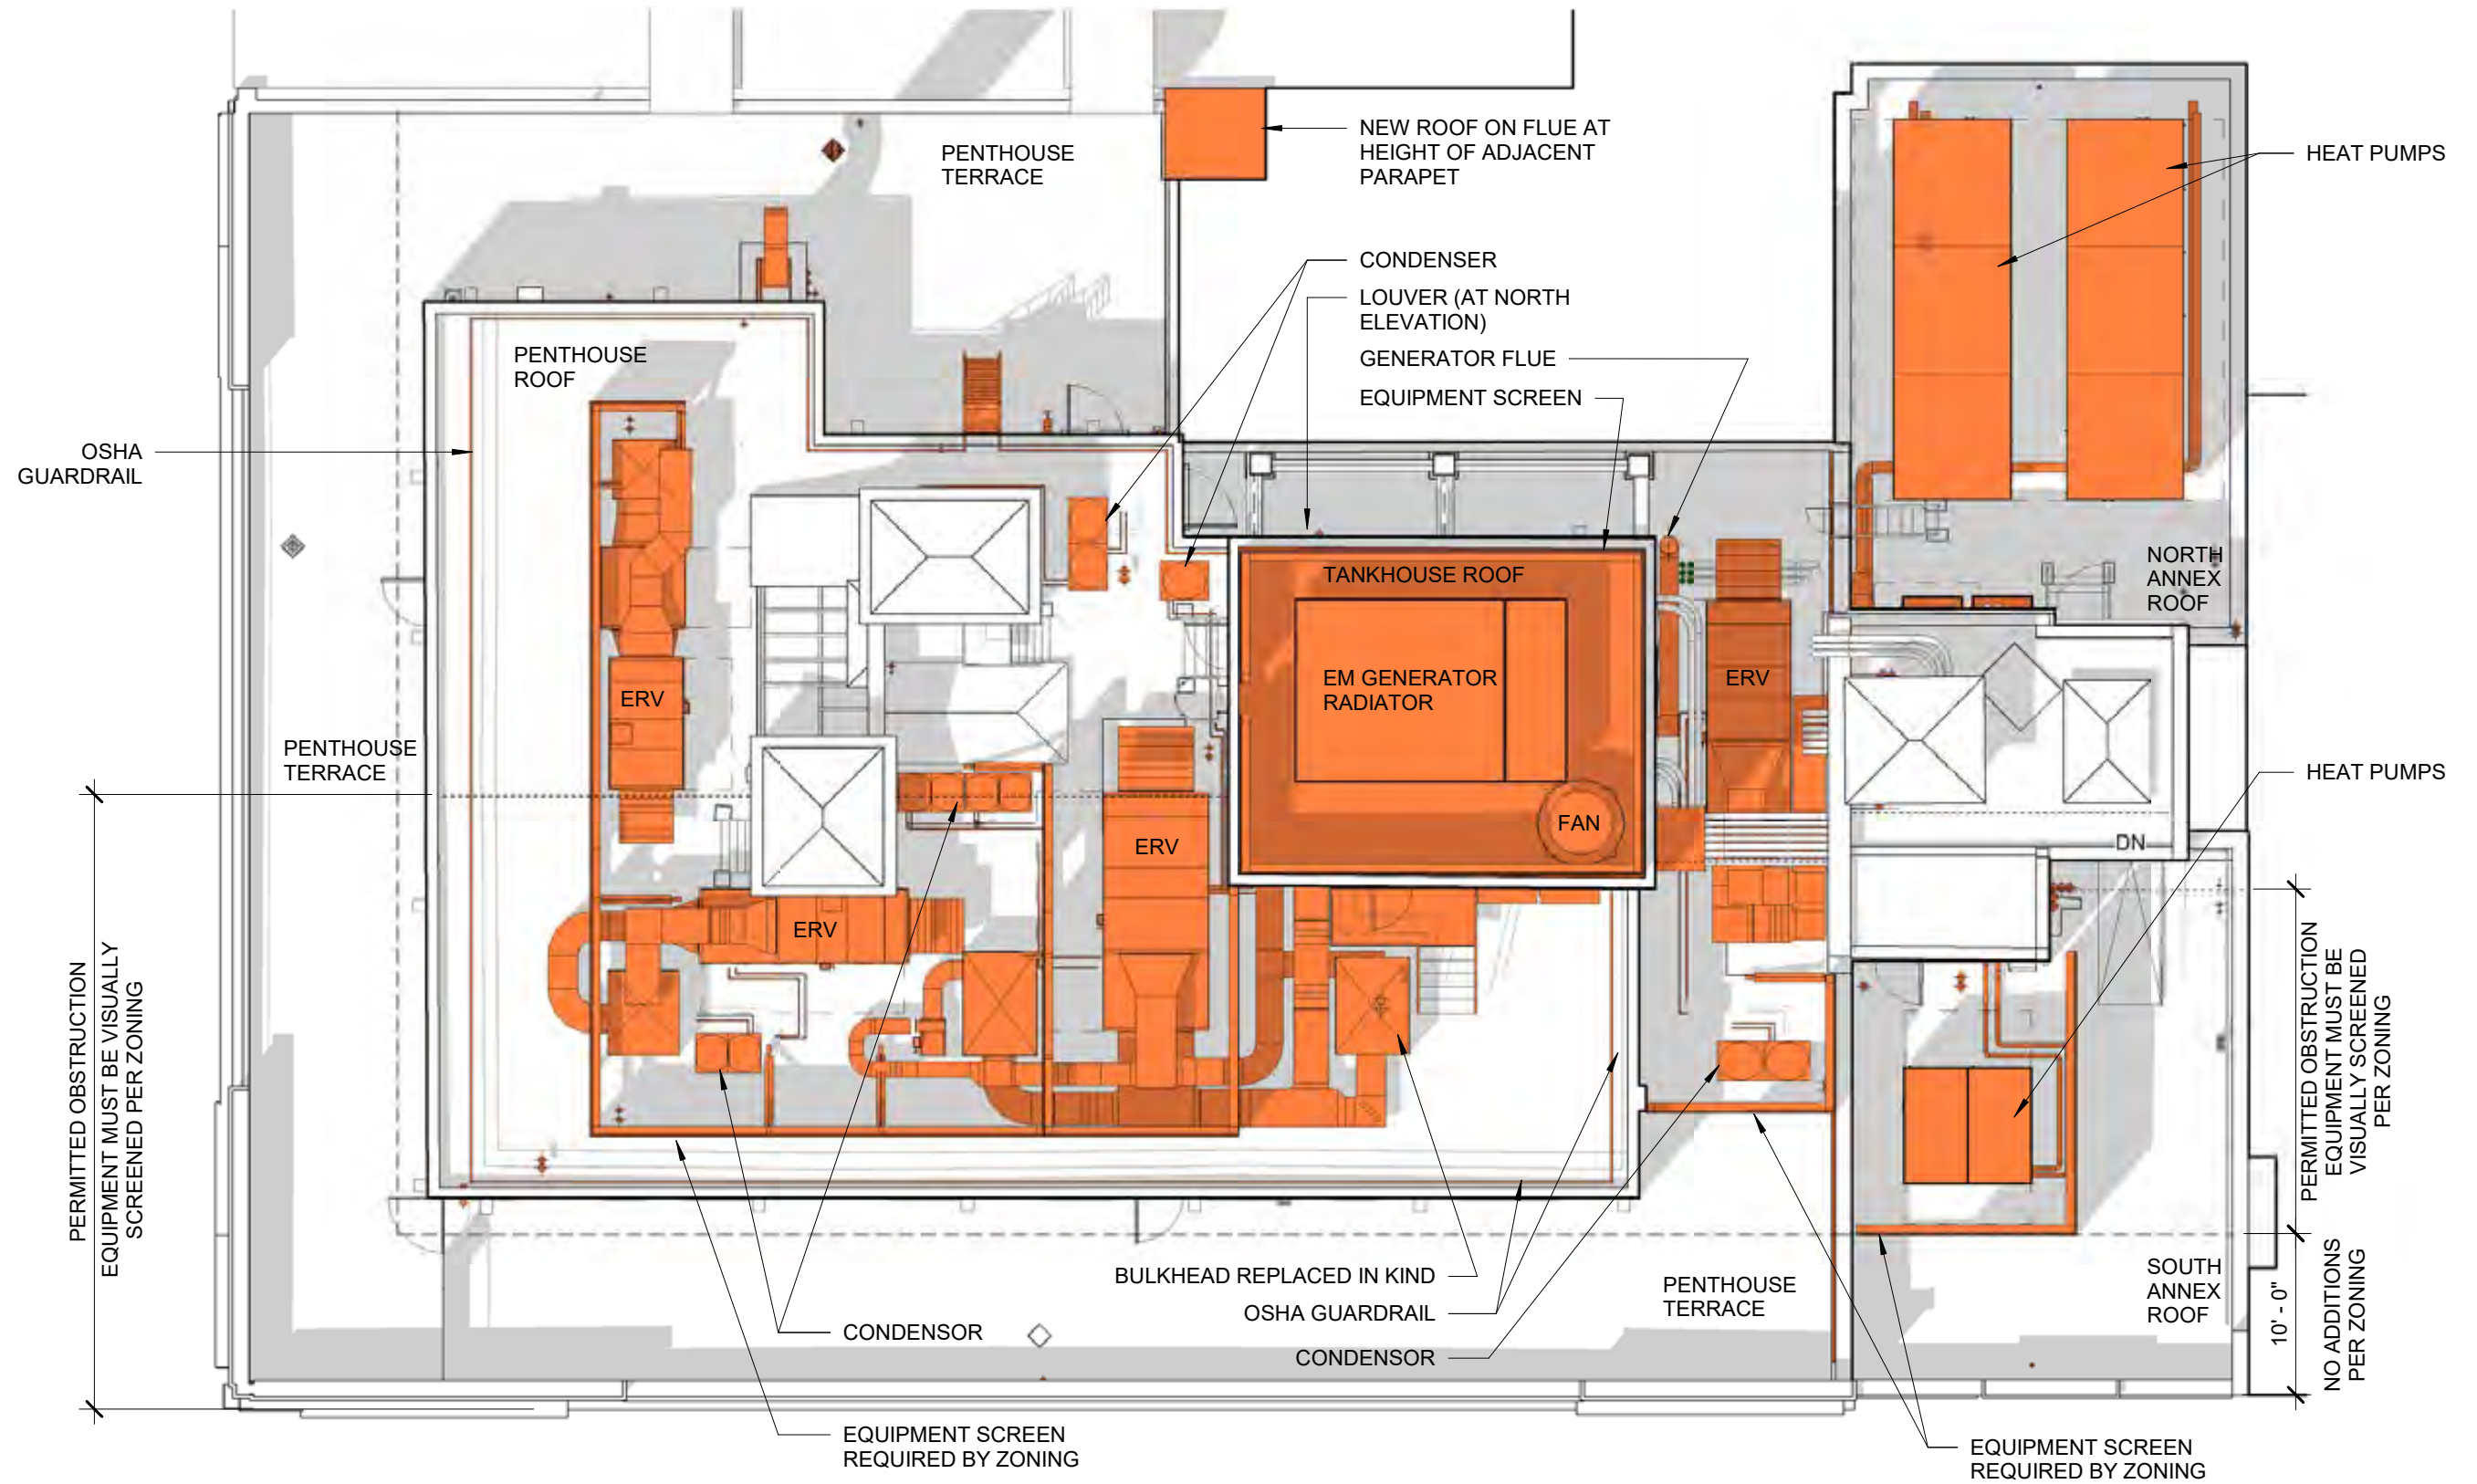 PENTHOUSE
TERRACE
NEW ROOF ON FLUE AT
HEIGHT OF ADJACENT
PARAPET
HEAT PUMPS
CONDENSER
LOUVER (AT NORTH
ELEVATION)
GENERATOR FLUE
EQUIPMENT SCREEN
PENTHOUSE
ROOF
OSHA
GUARDRAIL
TANKHOUSE ROOF
NORTH
ANNEX
ROOF
EM GENERATOR
RADIATOR
ERV
ERV
PENTHOUSE
TERRACE
HEAT PUMPS
FAN
ERV
DN
ERV
PERMITTED OBSTRUCTION
EQUIPMENT MUST BE VISUALLY
SCREENED PER ZONING
PERMITTED OBSTRUCTION
EQUIPMENT MUST BE
VISUALLY SCREENED
PER ZONING
BULKHEAD REPLACED IN KIND
OSHA GUARDRAIL
CONDENSOR
CONDENSOR
PENTHOUSE
TERRACE
SOUTH
ANNEX
ROOF
10' - 0"
NO ADDITIONS
PER ZONING
EQUIPMENT SCREEN
REQUIRED BY ZONING
EQUIPMENT SCREEN
REQUIRED BY ZONING